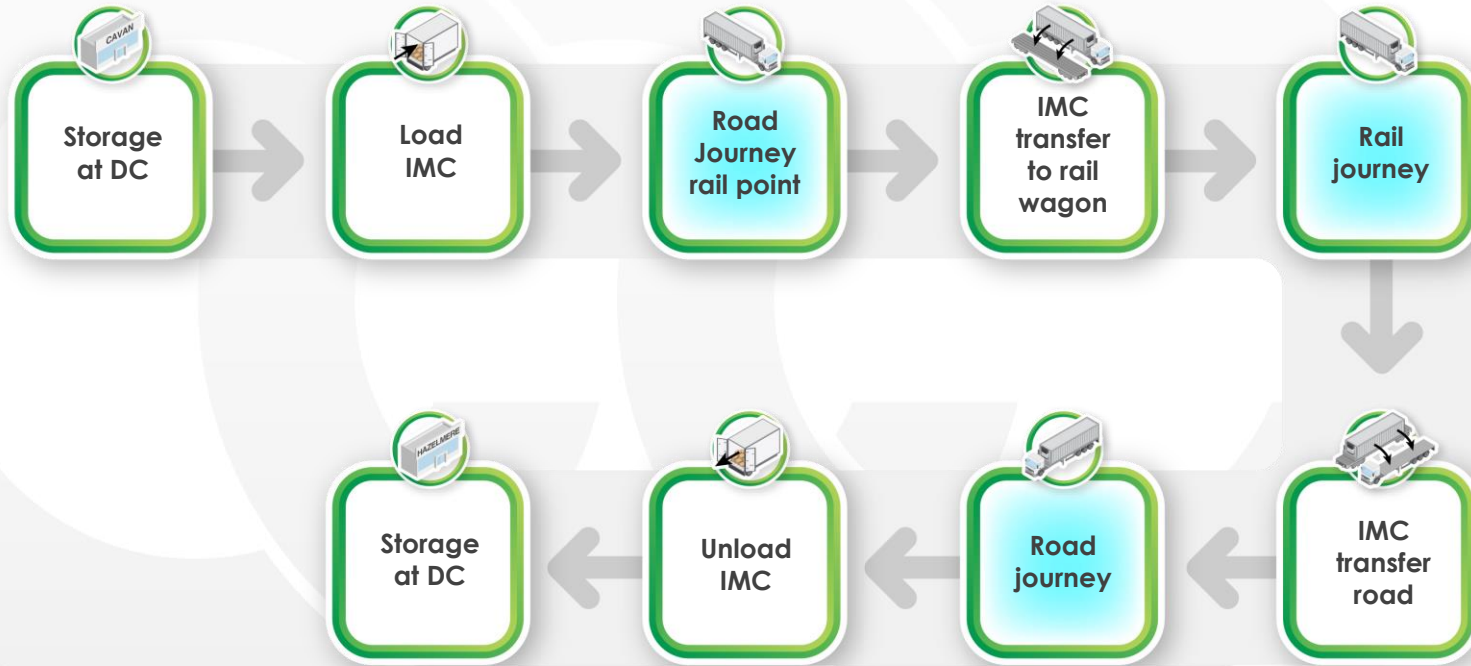 CAVAN
Storage
at DC
Load
IMC
Road
Journey
rail point
IMC
transfer
to rail
wagon
Rail
journey
IMC
transfer
road
Road
journey
Unload
IMC
HAZELMERE
Storage
at DC